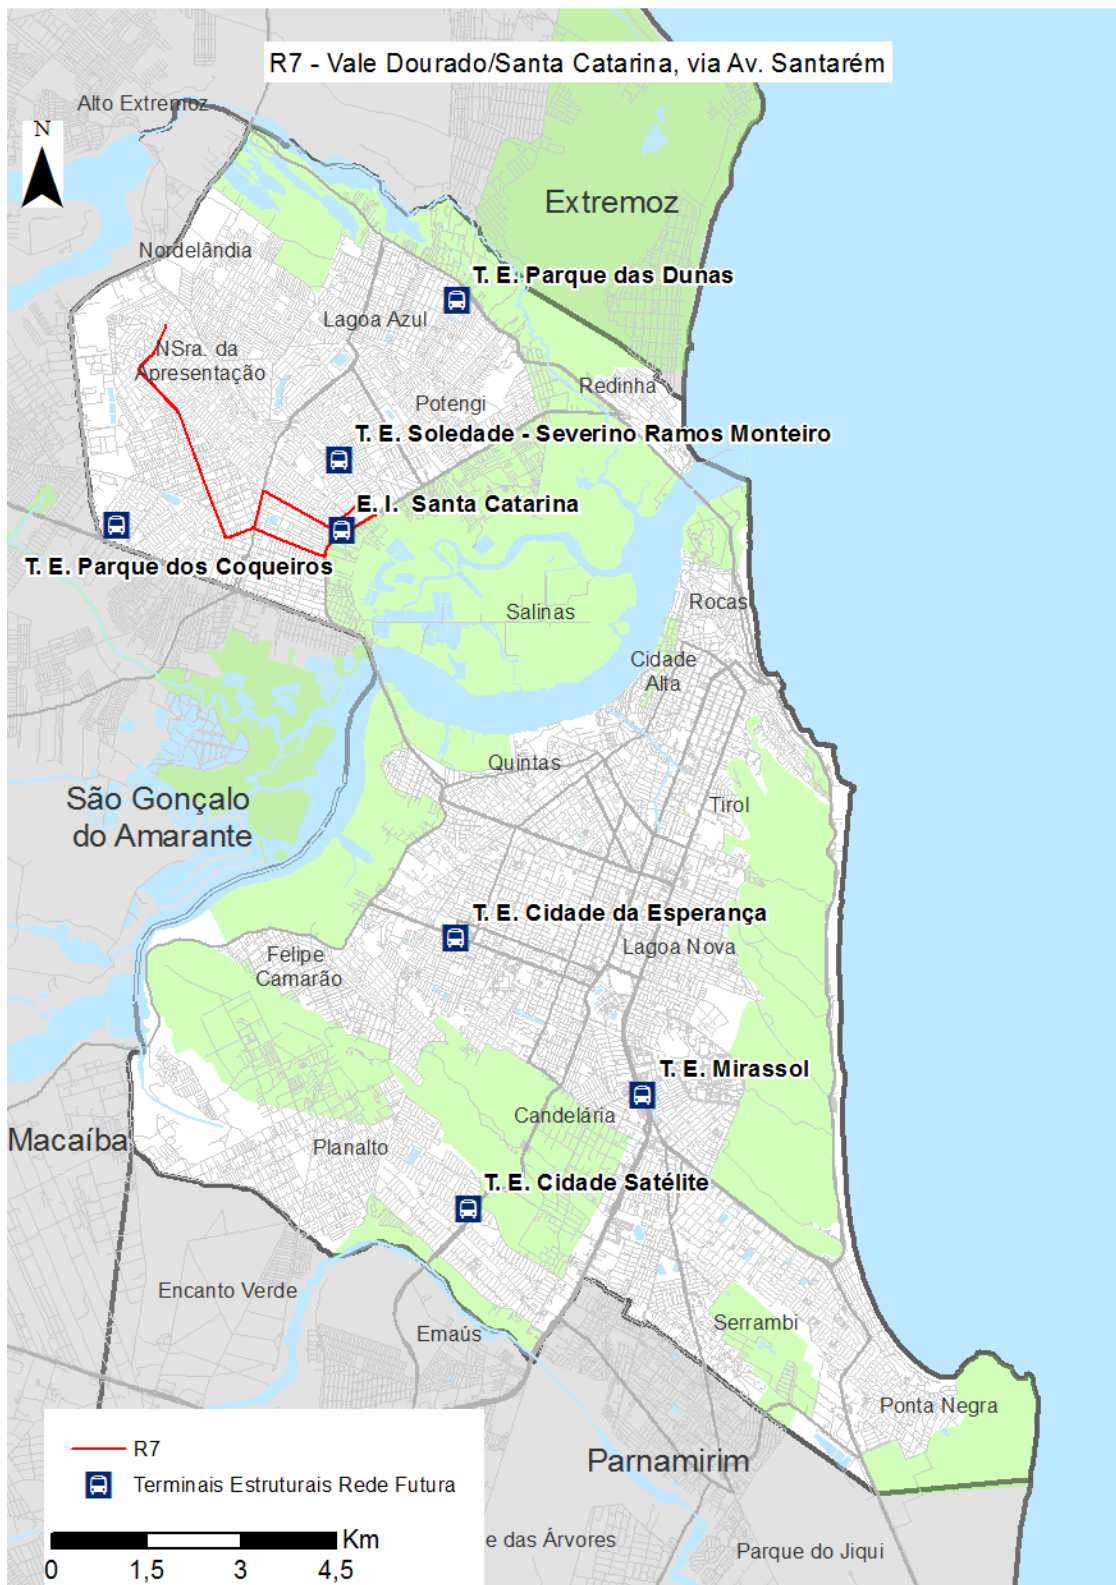 R7 - Vale Dourado/Santa Catarina, via Av. Santarém
Alto Extremoz
N
Extremoz
Nordelândia
T. E. Parque das Dunas
Lagoa Azul
NSra. da
Apresentação
Redinha
Potengi
T. E. Soledade - Severino Ramos Monteiro
E. I. Santa Catarina
T. E. Parque dos Coqueiros
Rocas
Salinas
Cidade
Alta
Quintas
São Gonçalo
do Amarante
Tirol
T. E. Cidade da Esperança
Lagoa Nova
Felipe
Camarão
T. E. Mirassol
Candelária
Macaíba
Planalto
T. E. Cidade Satélite
Encanto Verde
Emaús
Serrambi
Ponta Negra
R7
Parnamirim
Terminais Estruturais Rede Futura
Km
e das Árvores
Parque do Jiqui
0 1,5 3 4,5